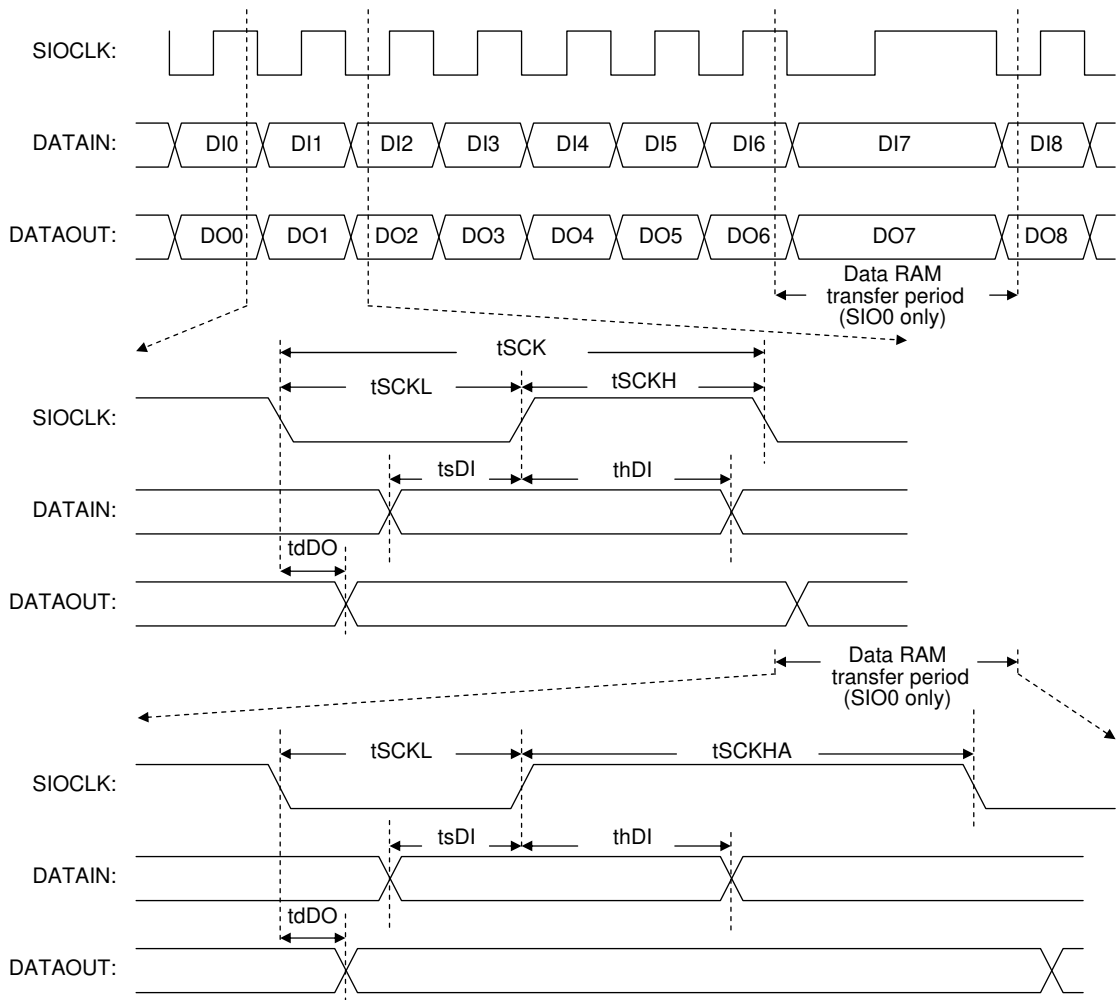 SIOCLK:
DATAIN: DI0 DI1 DI2 DI3 DI4 DI5 DI6 DI7 DI8
DATAOUT: DO0 DO1 DO2 DO3 DO4 DO5 DO6 DO7 DO8
Data RAM
transfer period
(SIO0 only)
tSCK
tSCKL tSCKH
SIOCLK:
tsDI thDI
DATAIN:
tdDO
DATAOUT:
Data RAM
transfer period
(SIO0 only)
tSCKL tSCKHA
SIOCLK:
tsDI thDI
DATAIN:
tdDO
DATAOUT: